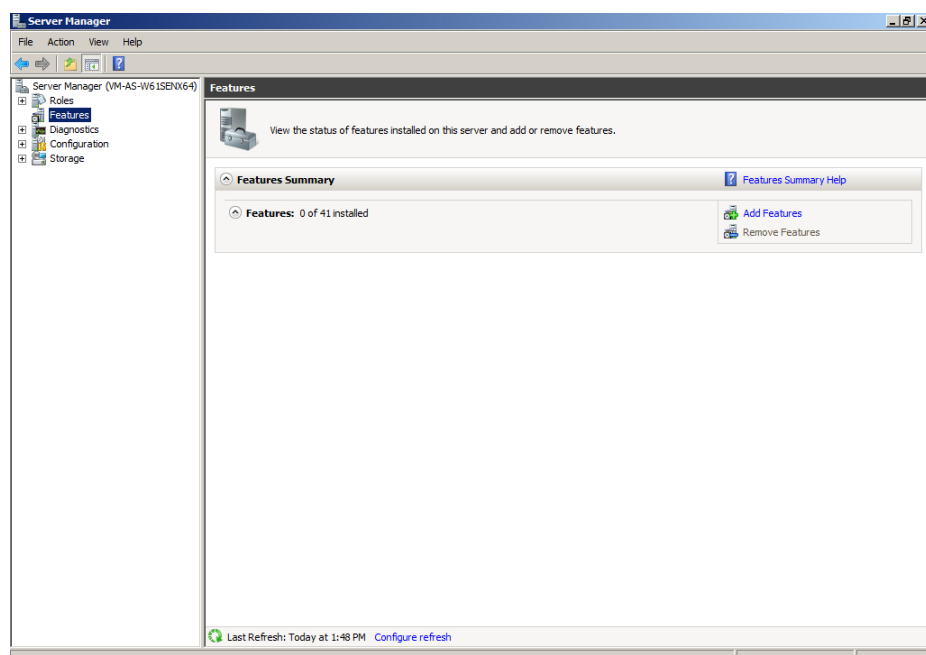 Server Manager
File Action View Help
Server Manager (VM-AS-W61SENX64)
Roles
Features
Diagnostics
Configuration
Storage
Features
View the status of features installed on this server and add or remove features.
Features Summary
Features Summary Help
Features: 0 of 41 installed
Add Features
Remove Features
Last Refresh: Today at 1:48 PM Configure refresh